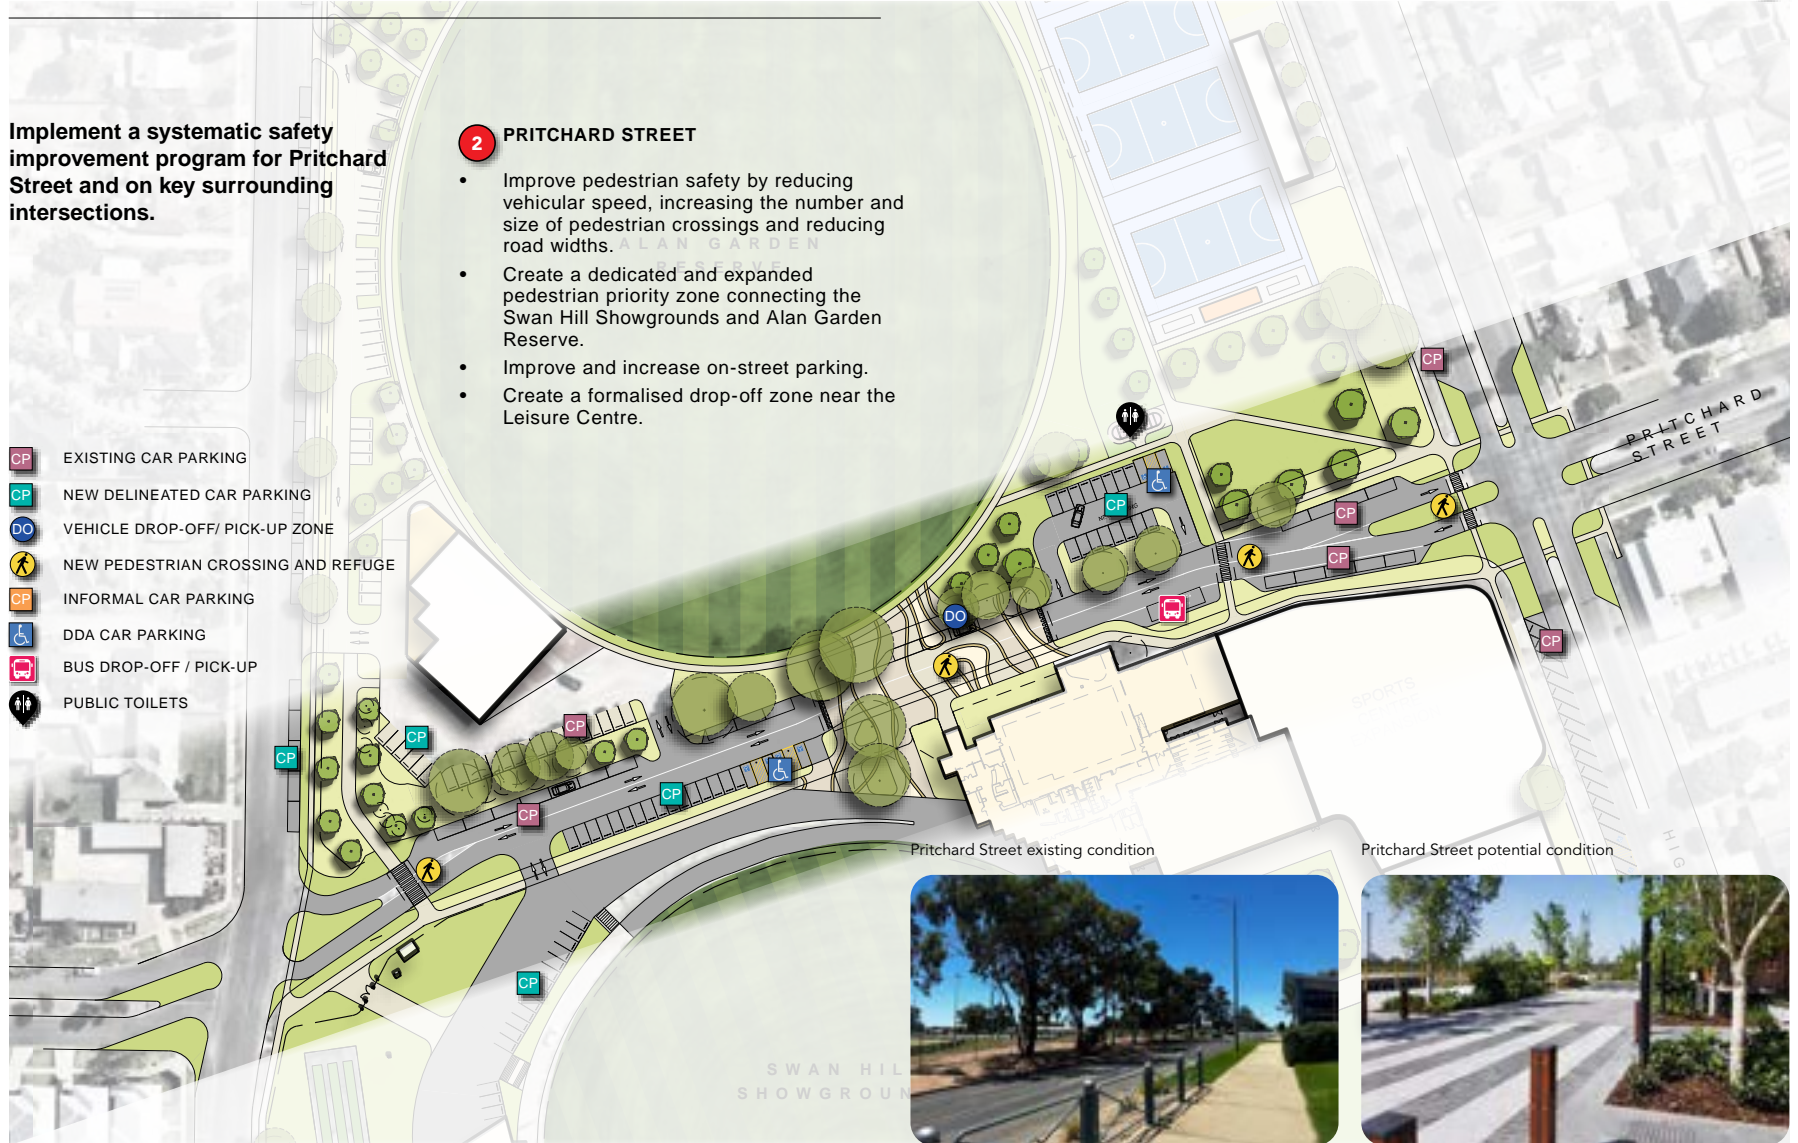 Implement a systematic safety
improvement program for Pritchard
Street and on key surrounding
intersections.
2
PRITCHARD STREET
• Improve pedestrian safety by reducing
vehicular speed, increasing the number and
size of pedestrian crossings and reducing
road widths.
• Create a dedicated and expanded
pedestrian priority zone connecting the
Swan Hill Showgrounds and Alan Garden
Reserve.
• Improve and increase on-street parking.
• Create a formalised drop-off zone near the
Leisure Centre.
ALAN GARDEN
RESERVE
CP EXISTING CAR PARKING
CP NEW DELINEATED CAR PARKING
DO VEHICLE DROP-OFF/ PICK-UP ZONE
NEW PEDESTRIAN CROSSING AND REFUGE
CP INFORMAL CAR PARKING
DDA CAR PARKING
BUS DROP-OFF / PICK-UP
PUBLIC TOILETS
CP
PRITCHARD
STREET
CP
CP
CP
DO
CP
SPORTS
CP
CP
CP
CP
CP
CP
HIG
Pritchard Street existing condition
Pritchard Street potential condition
SWAN HIL
SHOWGROUN